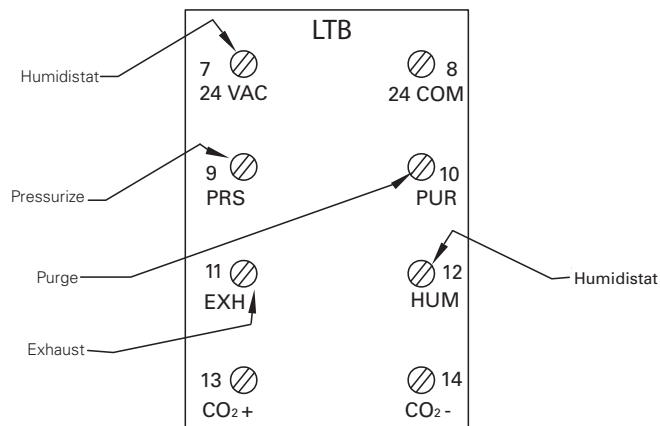 LTB
Humidistat
7
8
24 VAC
24 COM
9
10
Pressurize
PRS
PUR
Purge
11
12
Humidistat
EXH
HUM
Exhaust
13
14
CO₂ +
CO₂ -